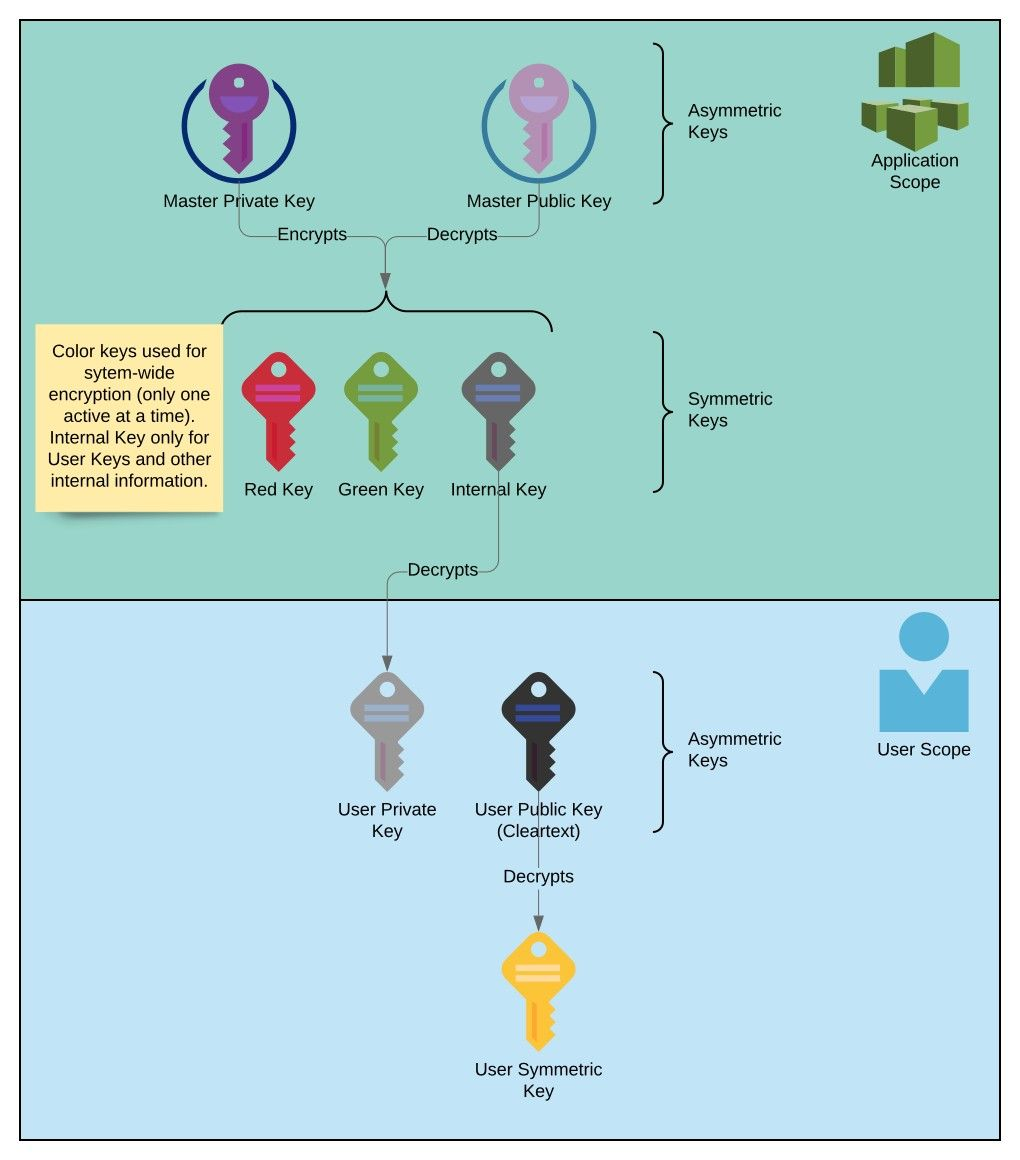 Asymmetric
Keys
Application
Scope
Master Private Key
Master Public Key
Encrypts
Decrypts
Color keys used for
sytem-wide
encryption (only one
active at a time).
Internal Key only for
User Keys and other
internal information.
Symmetric
Keys
Red Key
Green Key
Internal Key
Decrypts
Asymmetric
Keys
User Scope
User Private
Key
User Public Key
(Cleartext)
Decrypts
User Symmetric
Key